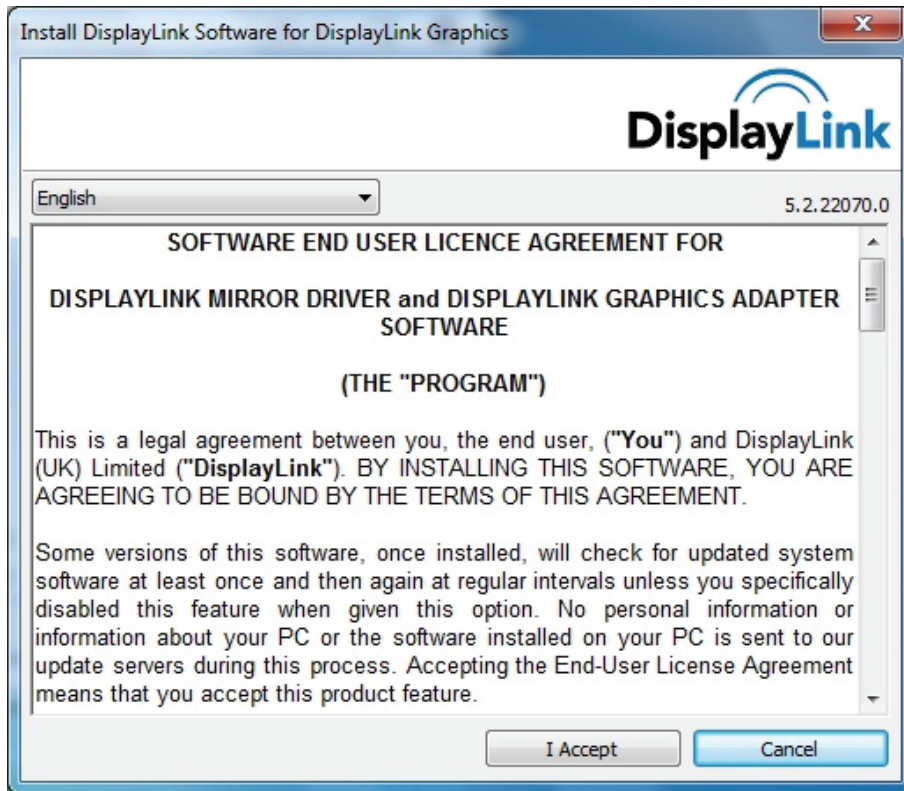 Install DisplayLink Software for DisplayLink Graphics
DisplayLink
English
5.2.22070.0
SOFTWARE END USER LICENCE AGREEMENT FOR
DISPLAYLINK MIRROR DRIVER and DISPLAYLINK GRAPHICS ADAPTER
SOFTWARE
(THE "PROGRAM")
This is a legal agreement between you, the end user, ("You") and DisplayLink
(UK) Limited ("DisplayLink"). BY INSTALLING THIS SOFTWARE, YOU ARE
AGREEING TO BE BOUND BY THE TERMS OF THIS AGREEMENT.
Some versions of this software, once installed, will check for updated system
software at least once and then again at regular intervals unless you specifically
disabled this feature when given this option. No personal information or
information about your PC or the software installed on your PC is sent to our
update servers during this process. Accepting the End-User License Agreement
means that you accept this product feature.
I Accept
Cancel